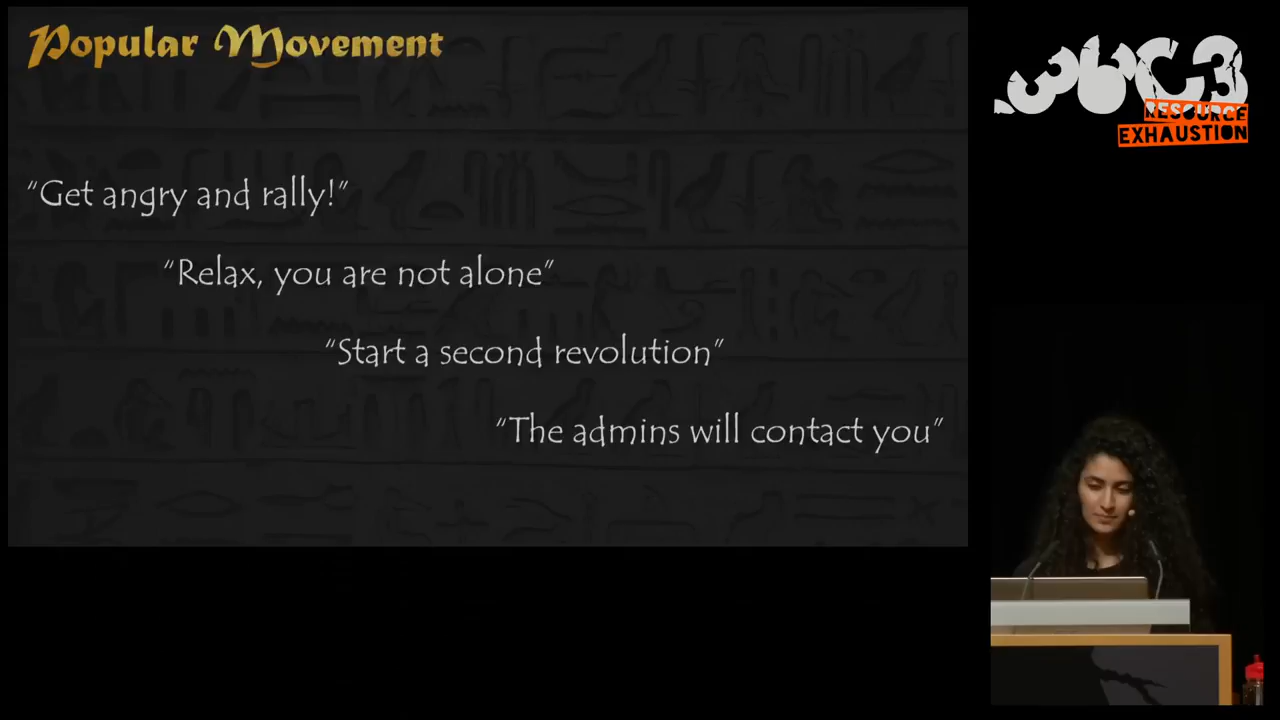 Popular Movement
“Get angry and rally!”
“Relax, you are not alone”
“Start a second revolution”
“The admins will contact you”
36C3
RESOURCE
EXHAUSTION